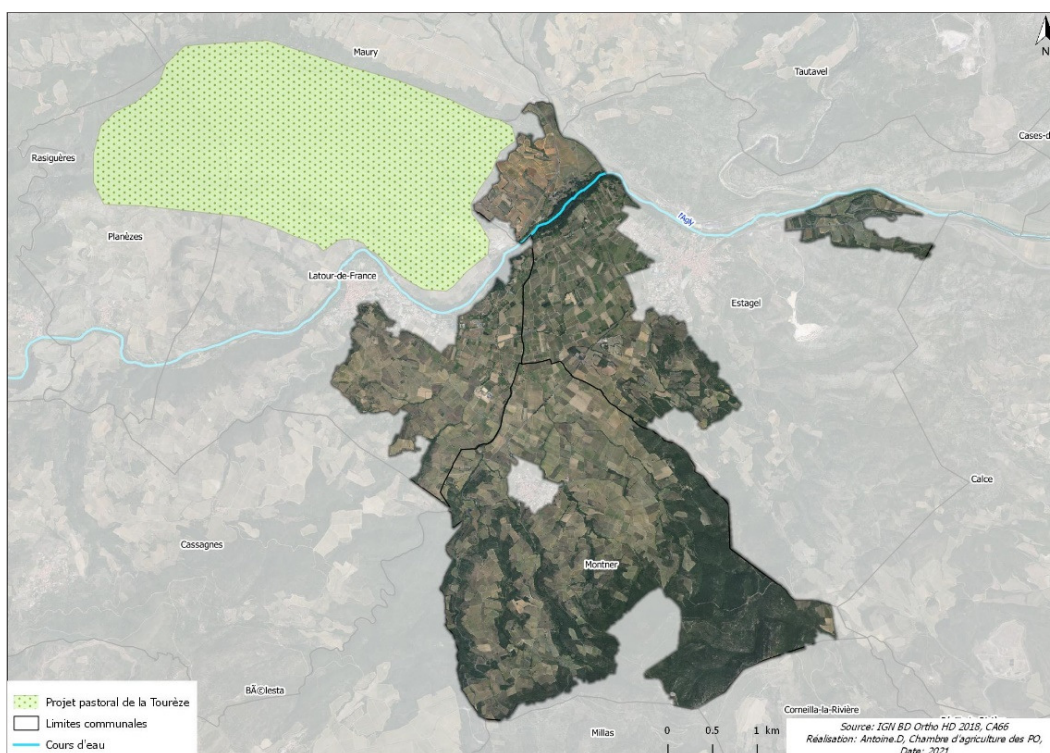 Maury
N
Tautavel
Cases-d
Rasiguères
l'Agly
Planèzes
Latour-de-France
Estagel
Calce
Cassagnes
Montner
BÃ©lesta
Corneilla-la-Rivière
Millas
Projet pastoral de la Tourèze
Limites communales
Cours d'eau
0 0.5 1 km
Source: IGN BD Ortho HD 2018, CA66
Réalisation: Antoine.D, Chambre d'agriculture des PO,
Date: 2021